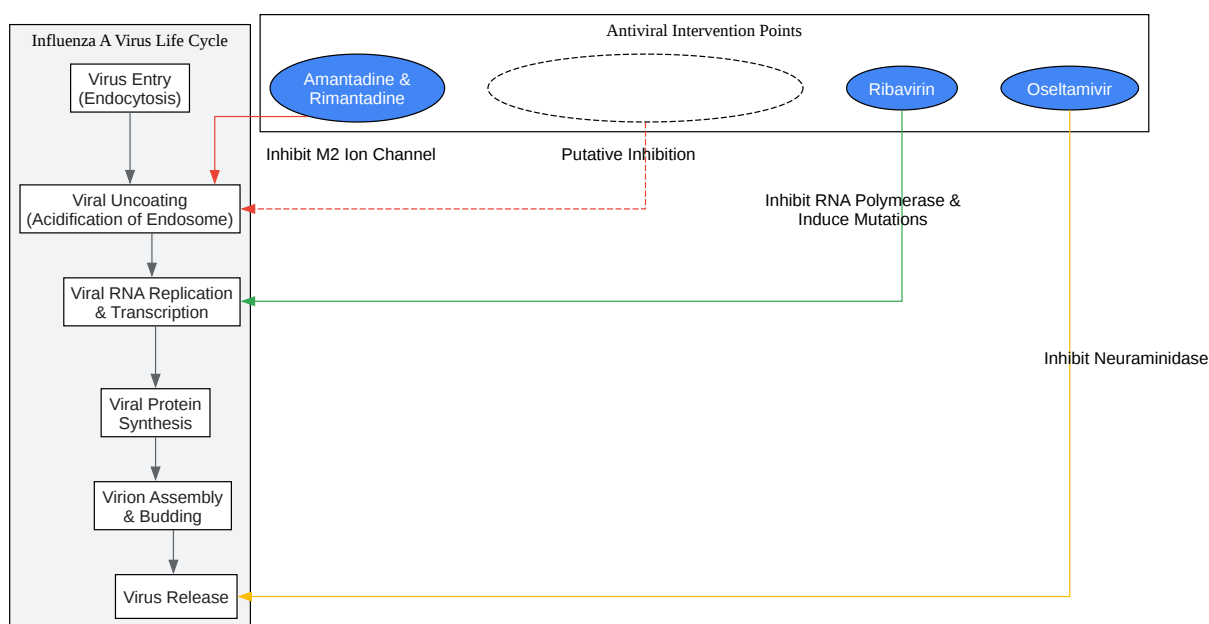 Influenza A Virus Life Cycle
Virus Entry
(Endocytosis)
Viral Uncoating
(Acidification of Endosome)
Viral RNA Replication
& Transcription
Viral Protein
Synthesis
Virion Assembly
& Budding
Virus Release
Antiviral Intervention Points
Amantadine &
Rimantadine
Ribavirin
Oseltamivir
Inhibit M2 Ion Channel
Putative Inhibition
Inhibit RNA Polymerase &
Induce Mutations
Inhibit Neuraminidase